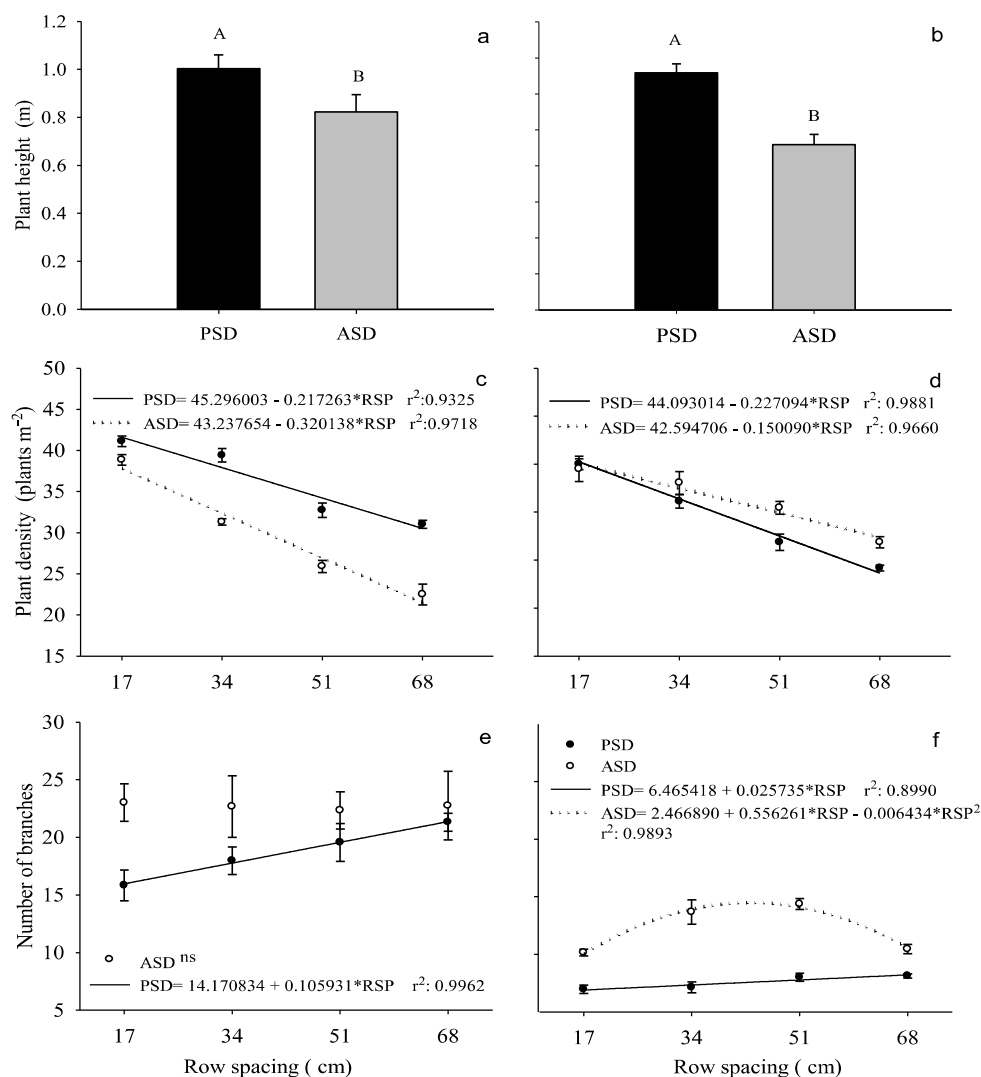 a
b
1.2
1.0
0.8
0.6
0.4
0.2
0.0
Plant height (m)
A
B
A
B
PSD
ASD
PSD
ASD
c
d
50
45
40
35
30
25
20
15
Plant density (plants m⁻²)
PSD= 45.296003 - 0.217263*RSP r²:0.9325
ASD= 43.237654 - 0.320138*RSP r²:0.9718
PSD= 44.093014 - 0.227094*RSP r²: 0.9881
ASD= 42.594706 - 0.150090*RSP r²: 0.9660
17 34 51 68
17 34 51 68
e
f
30
25
20
15
10
5
Number of branches
ASD ns
PSD= 14.170834 + 0.105931*RSP r²: 0.9962
PSD
ASD
PSD= 6.465418 + 0.025735*RSP r²: 0.8990
ASD= 2.466890 + 0.556261*RSP - 0.006434*RSP²
r²: 0.9893
17 34 51 68
17 34 51 68
Row spacing ( cm)
Row spacing ( cm)